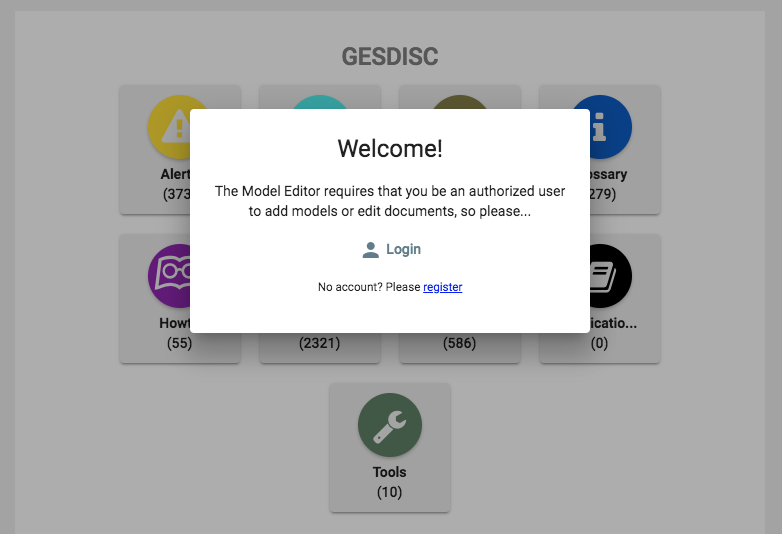 GESDISC
Welcome!
The Model Editor requires that you be an authorized user
to add models or edit documents, so please...
Login
No account? Please register
Alert
(373
ossary
279)
Howt
(55)
(2321)
(586)
icatio...
(0)
Tools
(10)